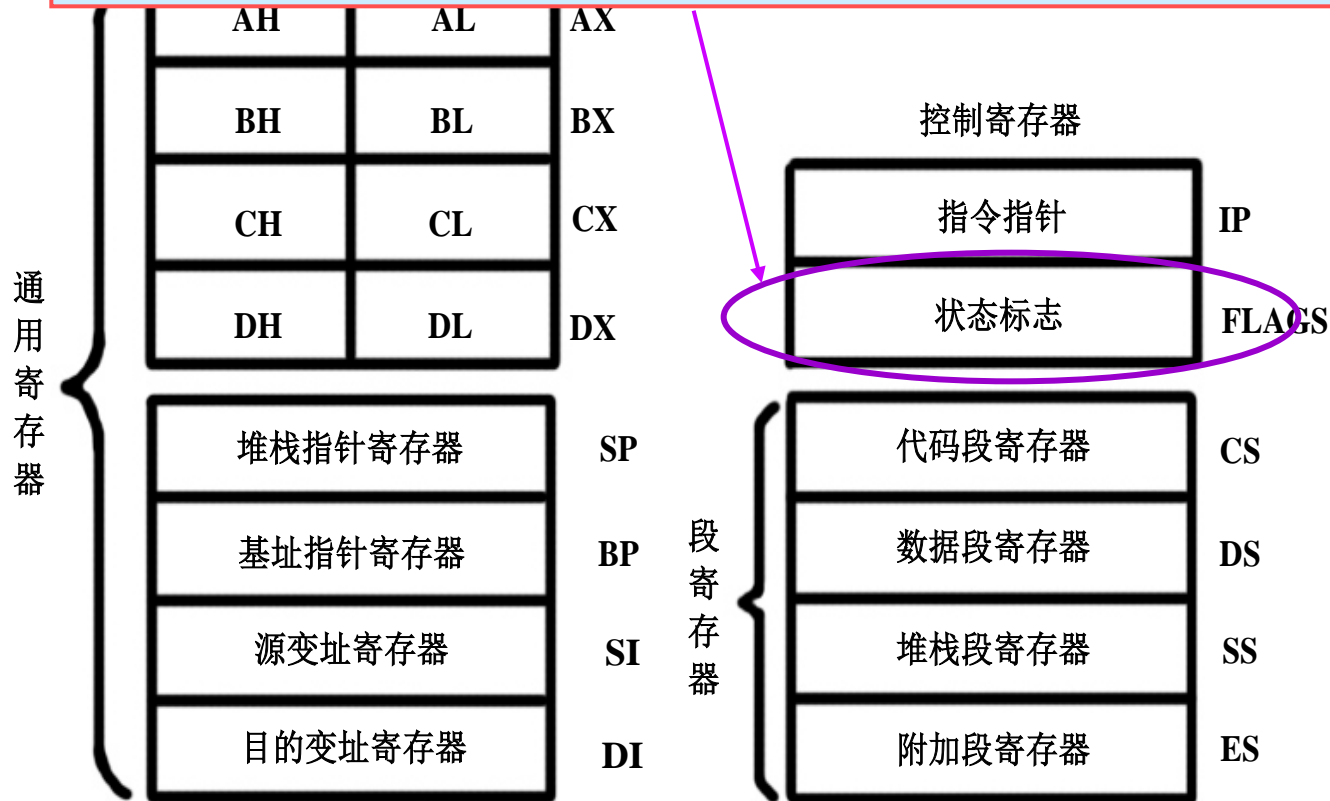 AH AL AX
BH BL BX
CH CL CX
DH DL DX
通用寄存器
堆栈指针寄存器 SP
基址指针寄存器 BP
源变址寄存器 SI
目的变址寄存器 DI
控制寄存器
指令指针 IP
状态标志 FLAGS
段寄存器
代码段寄存器 CS
数据段寄存器 DS
堆栈段寄存器 SS
附加段寄存器 ES